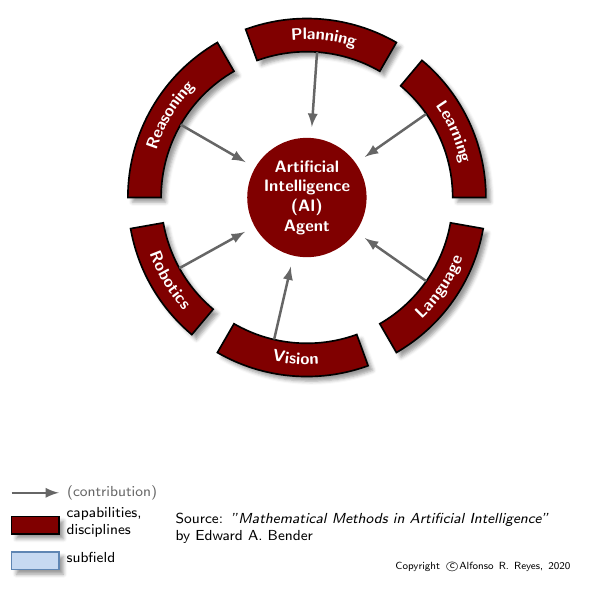 Planning
Reasoning
Learning
Artificial
Intelligence
(AI)
Agent
Robotics
Language
Vision
(contribution)
capabilities,
disciplines
Source: "Mathematical Methods in Artificial Intelligence"
by Edward A. Bender
subfield
Copyright ©Alfonso R. Reyes, 2020